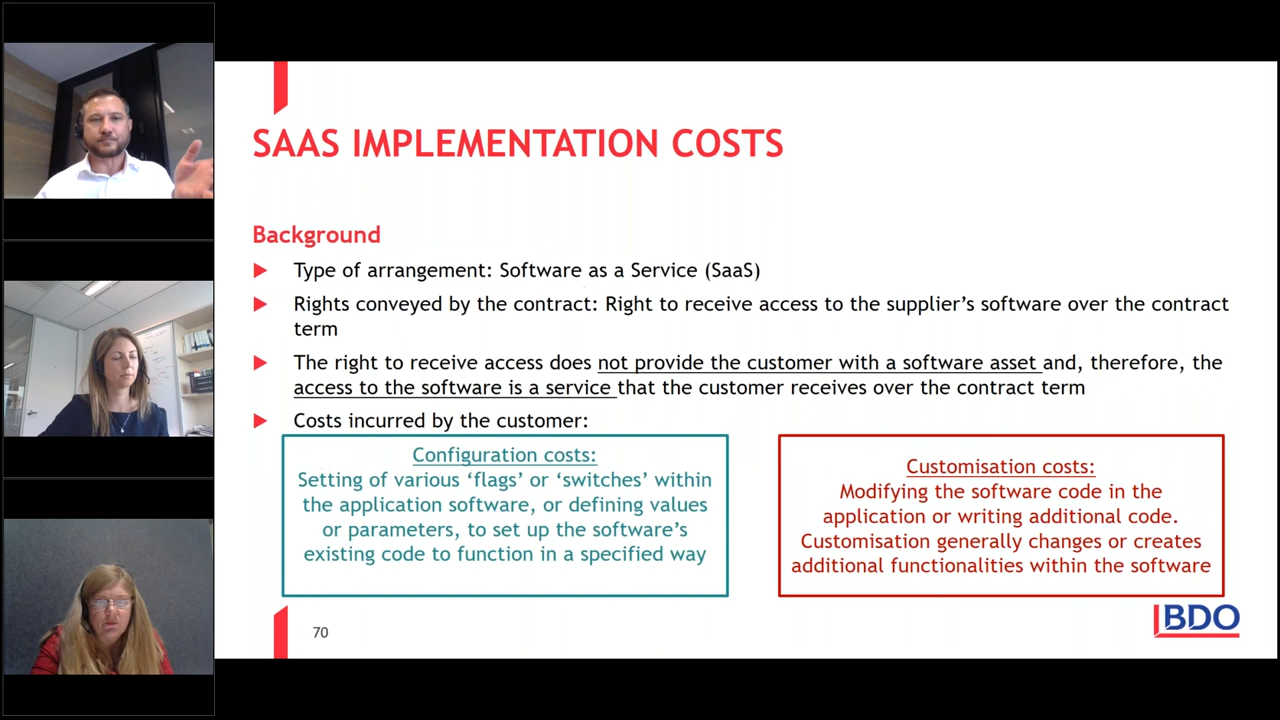 SAAS IMPLEMENTATION COSTS
Background
Type of arrangement: Software as a Service (SaaS)
Rights conveyed by the contract: Right to receive access to the supplier’s software over the contract
term
The right to receive access does not provide the customer with a software asset and, therefore, the
access to the software is a service that the customer receives over the contract term
Costs incurred by the customer:
Configuration costs:
Setting of various ‘flags’ or ‘switches’ within
the application software, or defining values
or parameters, to set up the software’s
existing code to function in a specified way
Customisation costs:
Modifying the software code in the
application or writing additional code.
Customisation generally changes or creates
additional functionalities within the software
70
BDO